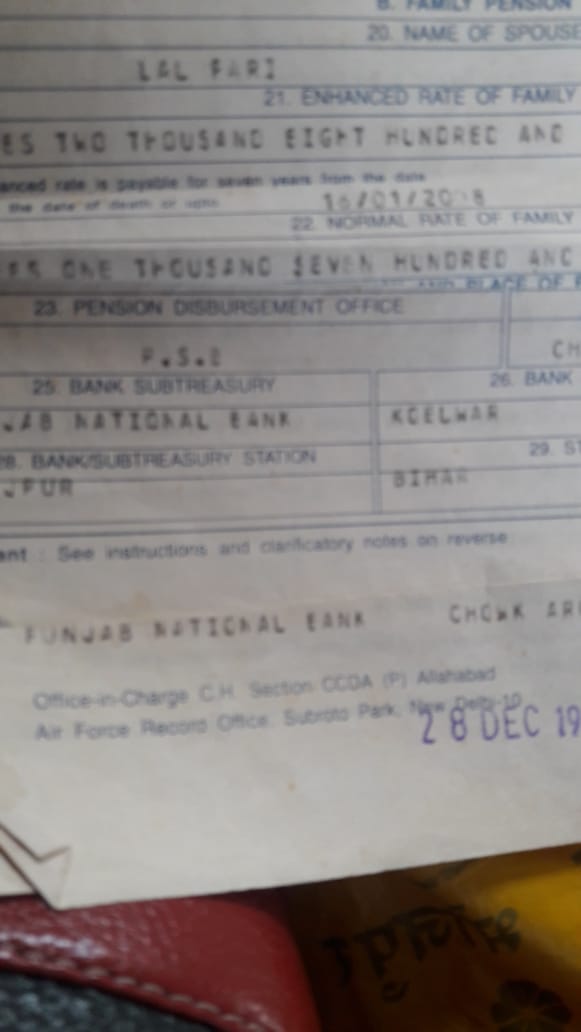 B. FAMILY PENSION
20. NAME OF SPOUSE
LAL PARI
21. ENHANCED RATE OF FAMILY
ES TWO THOUSAND EIGHT HUNDRED AND
anced rate is payable for seven years from the date
the date of death or upto
22. NORMAL RATE OF FAMILY
ES ONE THOUSAND SEVEN HUNDRED AND
AND PLACE OF
23. PENSION DISBURSEMENT OFFICE
P.S.B CH
25. BANK SUBTREASURY 26. BANK
JAB NATIONAL BANK KOELWAR
28. BANK/SUBTREASURY STATION 29. ST
JPUR BIHAR
ant : See instructions and clarificatory notes on reverse
PUNJAB NATIONAL BANK CHOWK AR
Office-in-Charge C.H. Section CCDA (P) Allahabad
Air Force Record Office, Subroto Park, New Delhi-10
28 DEC 19